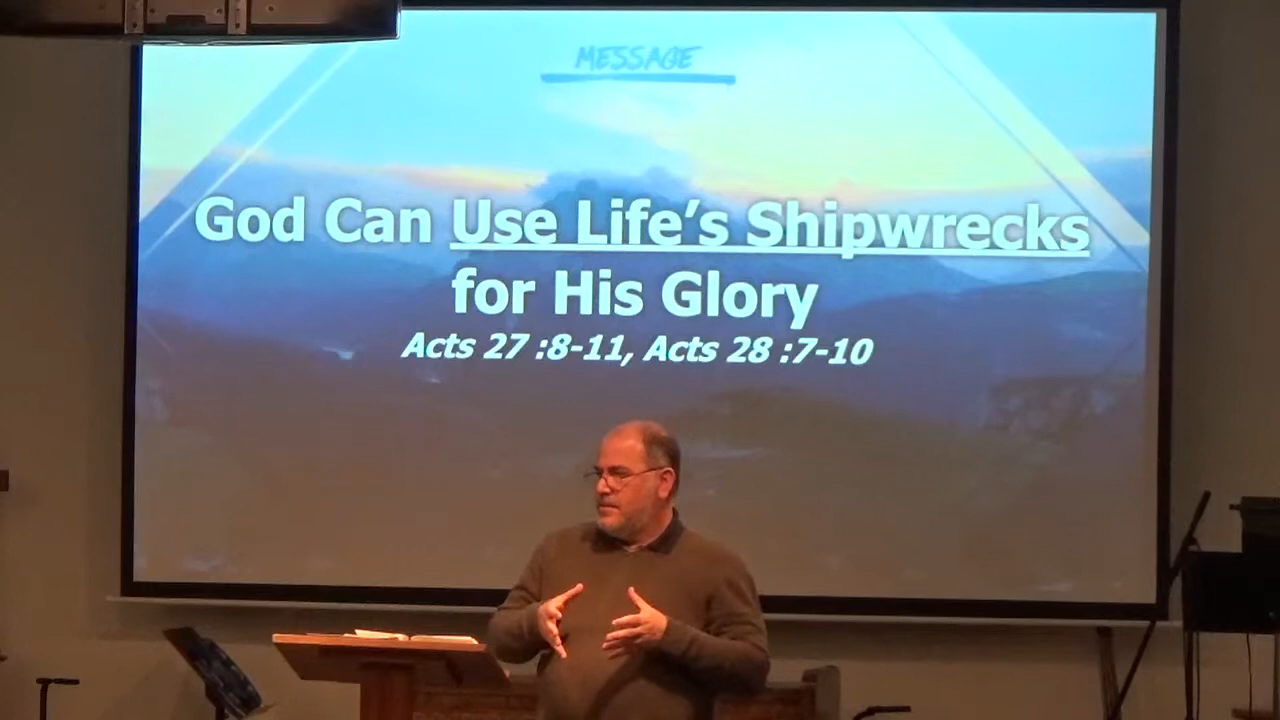 MESSAGE
God Can Use Life's Shipwrecks
for His Glory
Acts 27 :8-11, Acts 28 :7-10